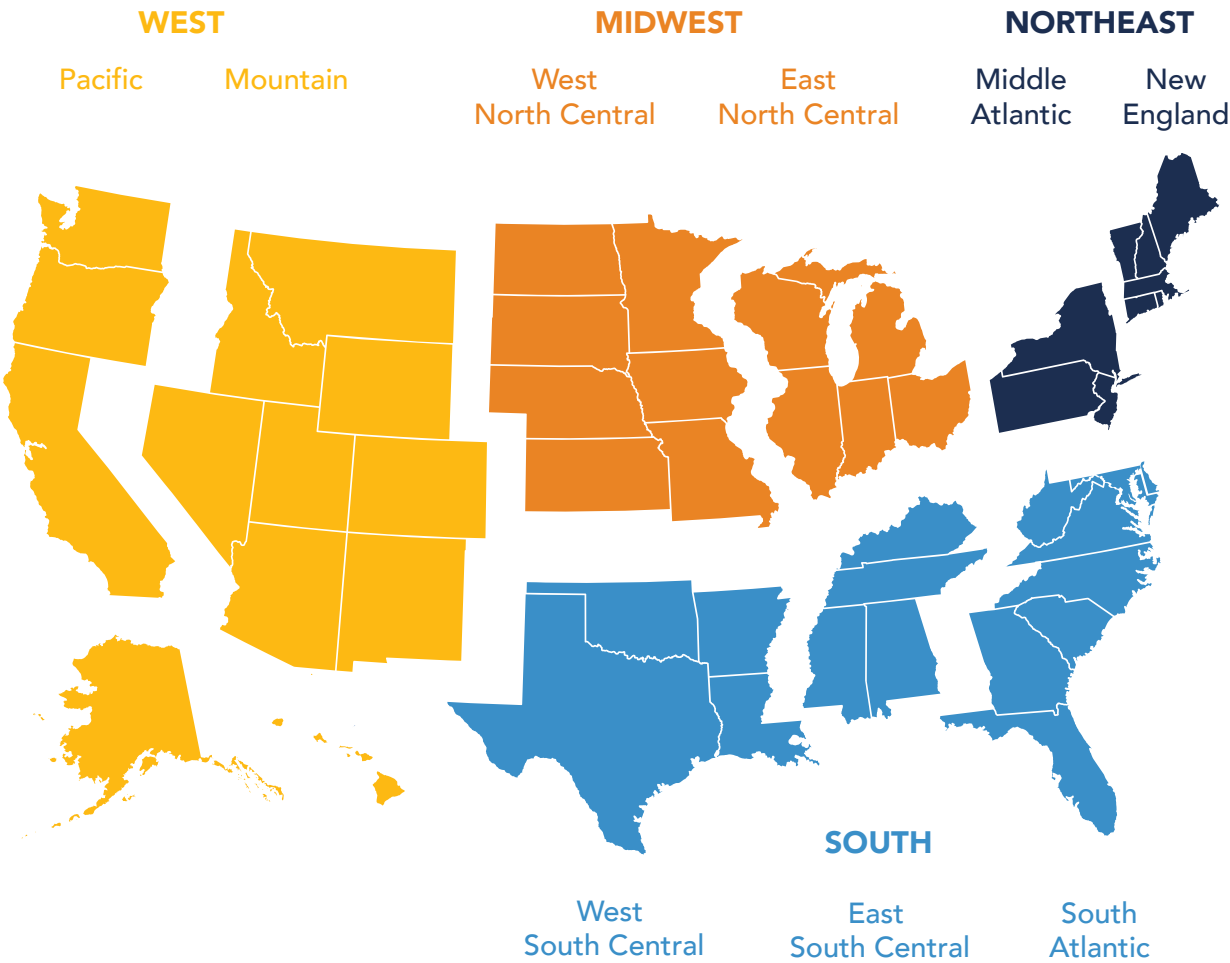 WEST
Pacific
Mountain
MIDWEST
West
North Central
East
North Central
NORTHEAST
Middle
Atlantic
New
England
SOUTH
West
South Central
East
South Central
South
Atlantic